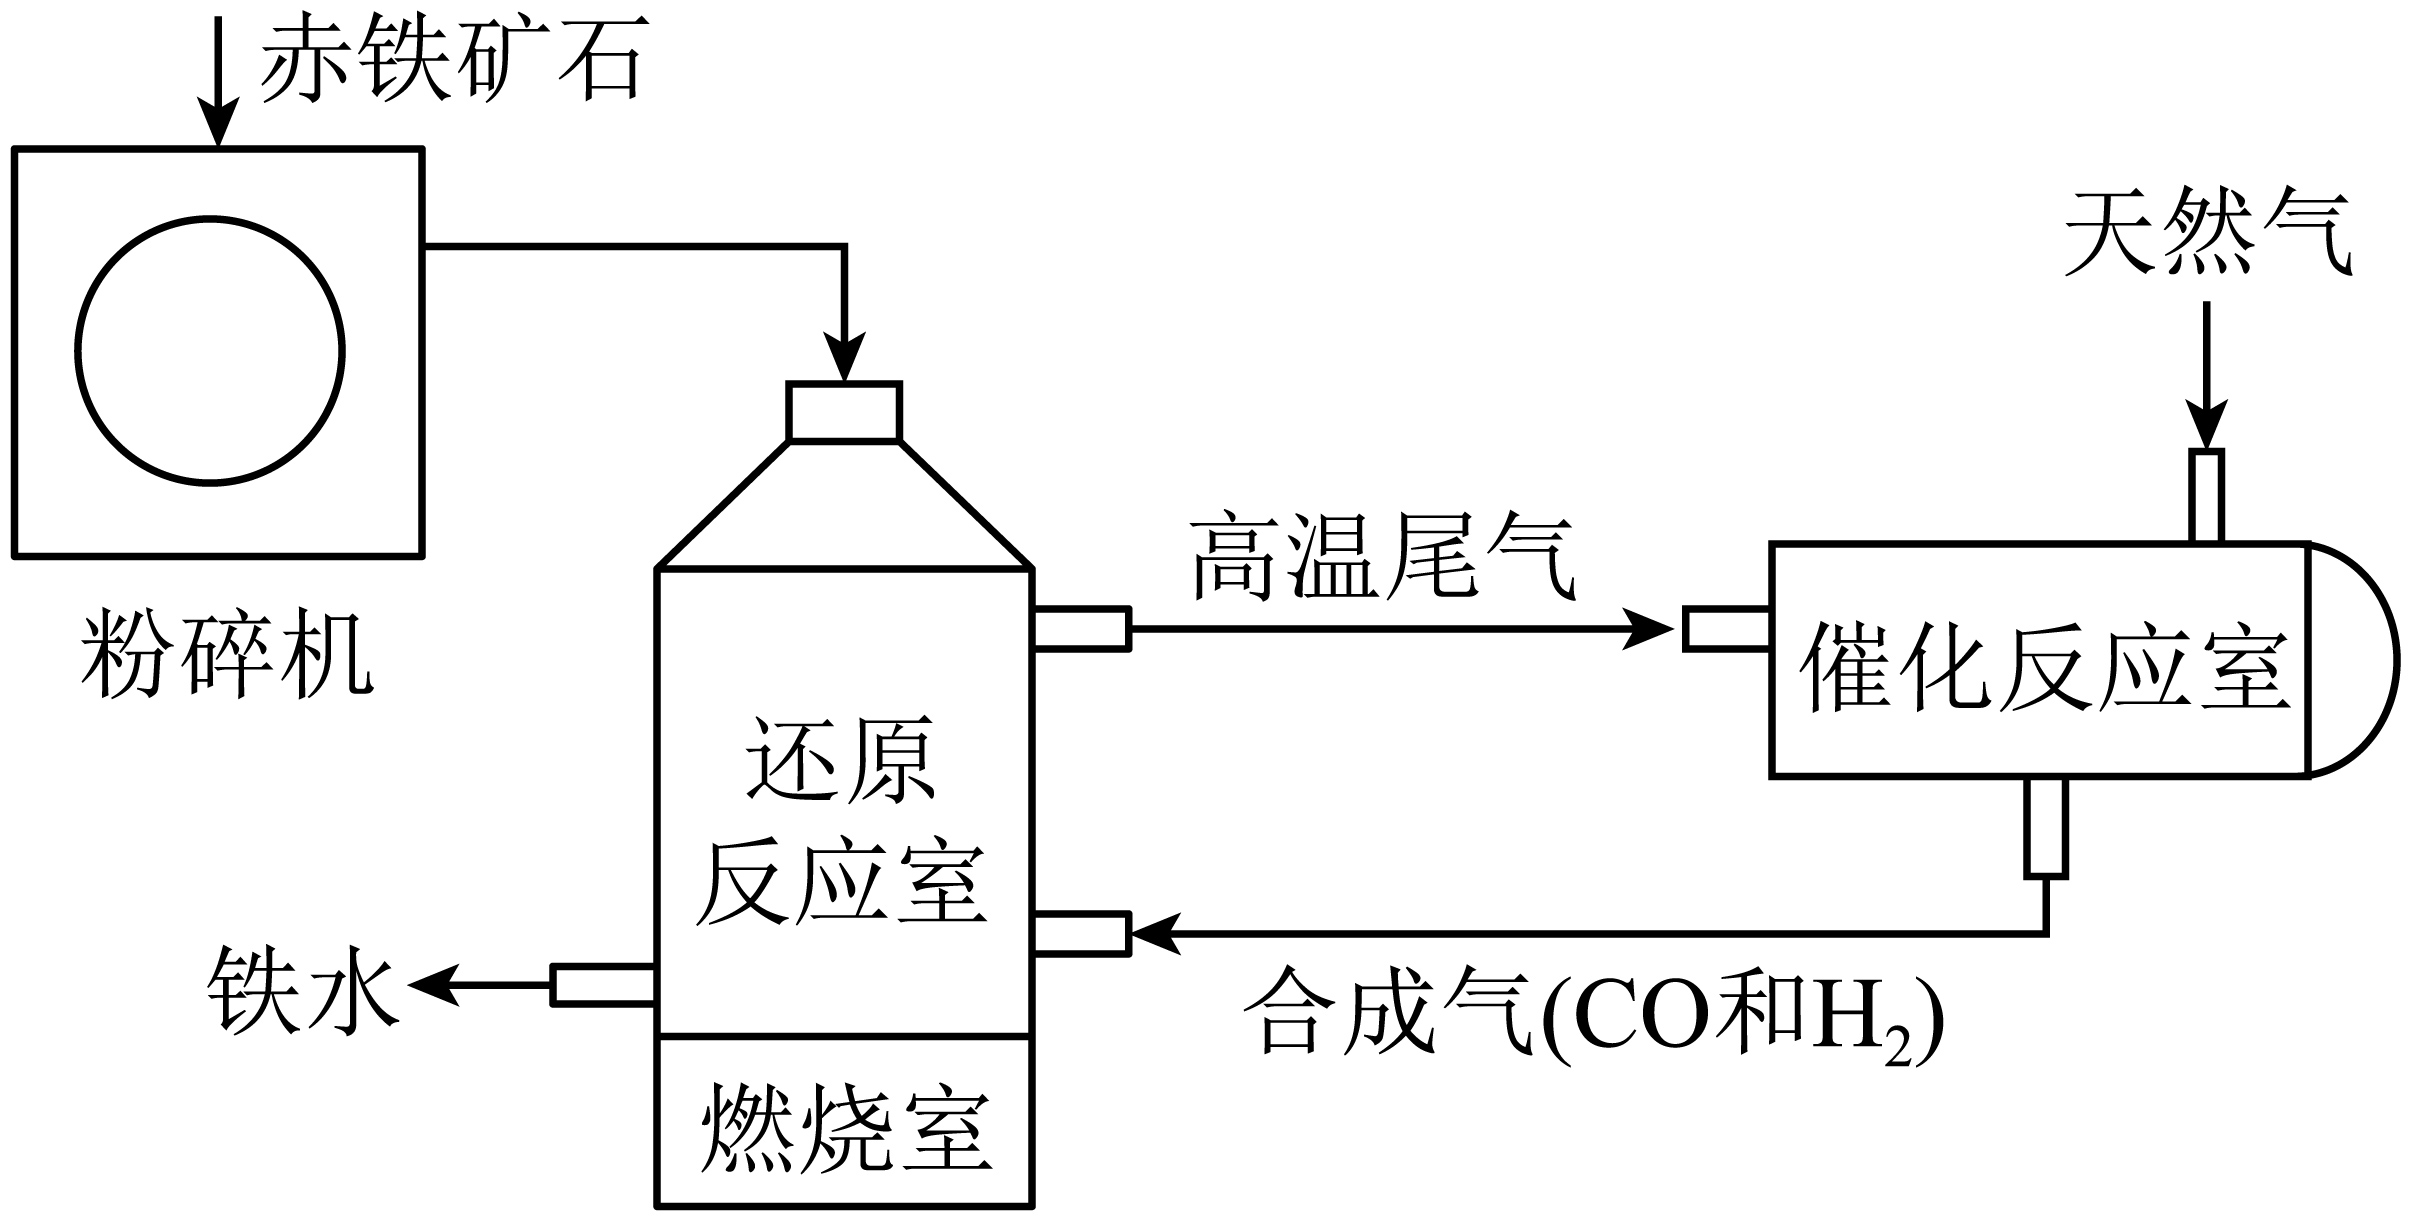 赤铁矿石
天然气
高温尾气
粉碎机
催化反应室
还原
反应室
铁水
合成气(CO和H₂)
燃烧室